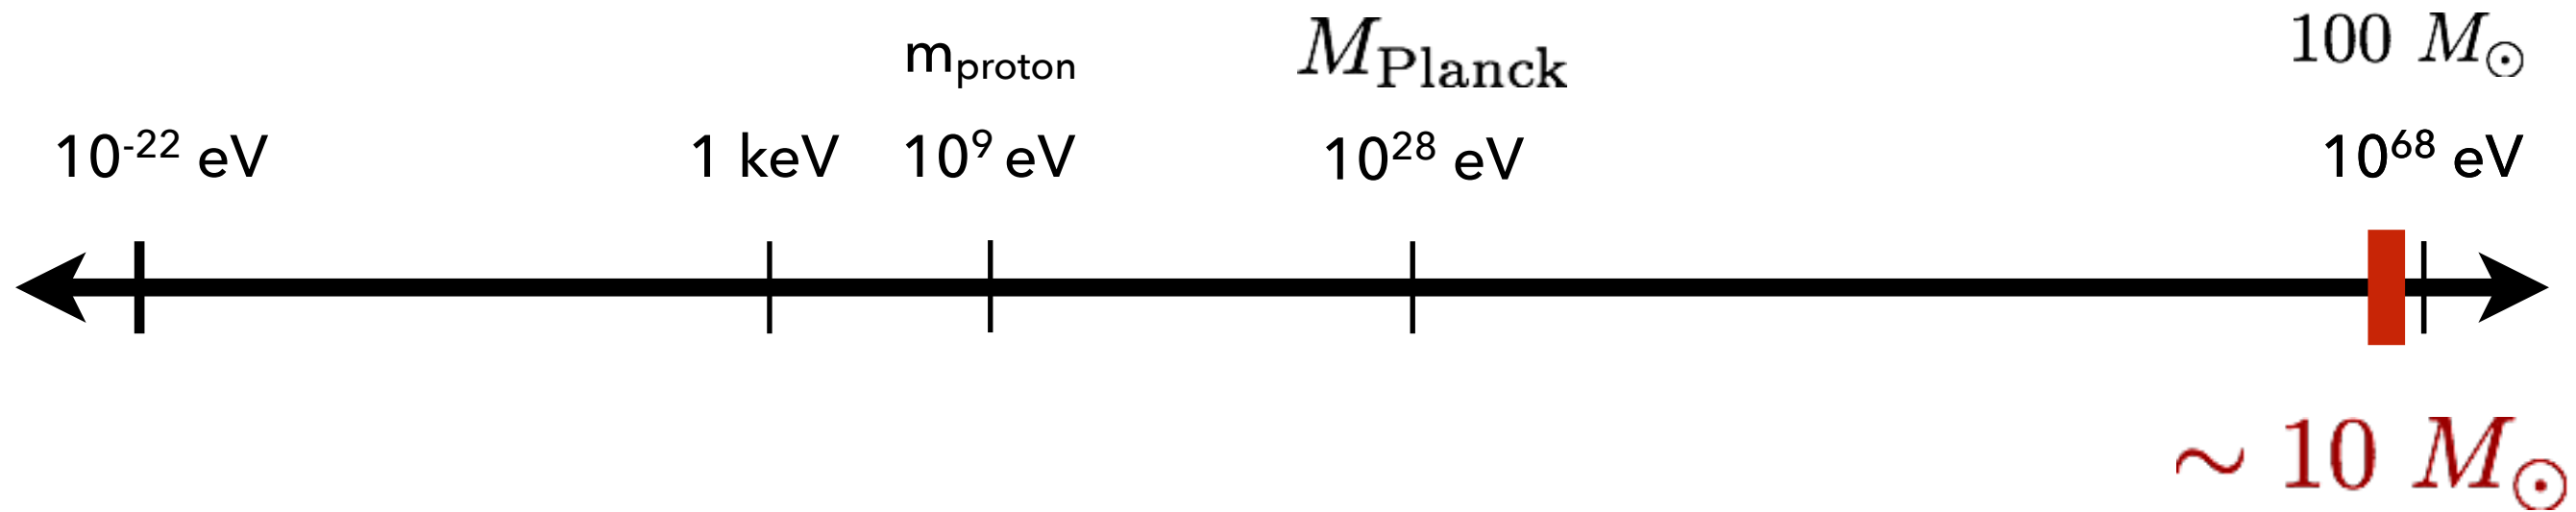 m_proton M_Planck 100 M_⊙
10^-22 eV 1 keV 10^9 eV 10^28 eV 10^68 eV
~ 10 M_⊙